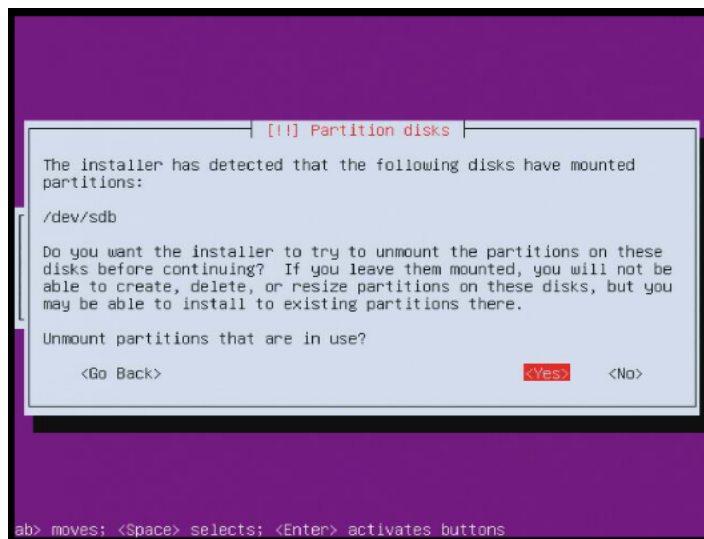 [!!] Partition disks
The installer has detected that the following disks have mounted
partitions:
/dev/sdb
Do you want the installer to try to unmount the partitions on these
disks before continuing?  If you leave them mounted, you will not be
able to create, delete, or resize partitions on these disks, but you
may be able to install to existing partitions there.
Unmount partitions that are in use?
<Go Back> <Yes> <No>
ab> moves; <Space> selects; <Enter> activates buttons